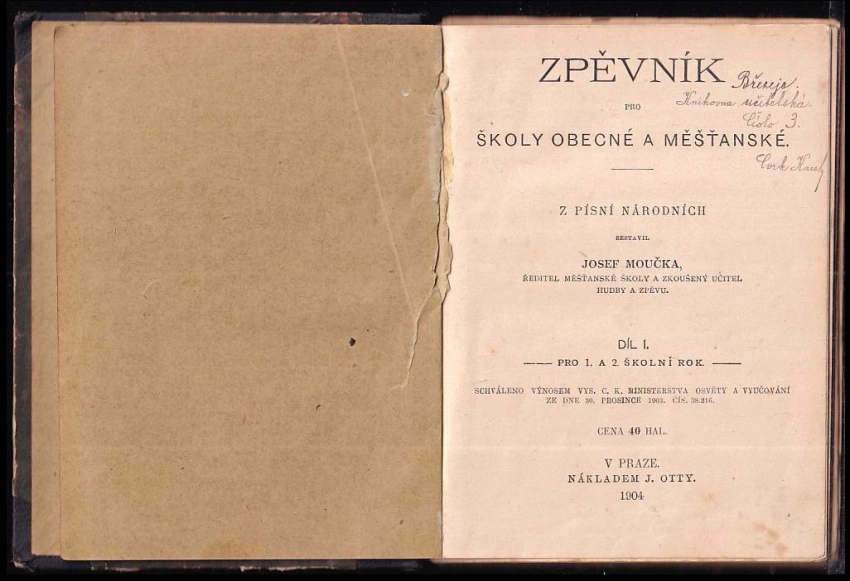 ZPĚVNÍK
Březeje.
Knihovna učitelská.
Číslo 3.
PRO
ŠKOLY OBECNÉ A MĚŠŤANSKÉ.
Z PÍSNÍ NÁRODNÍCH
SESTAVIL
JOSEF MOUČKA,
ŘEDITEL MĚŠŤANSKÉ ŠKOLY A ZKOUŠENÝ UČITEL
HUDBY A ZPĚVU.
DÍL I.
PRO 1. A 2. ŠKOLNÍ ROK.
SCHVÁLENO VÝNOSEM VYS. C. K. MINISTERSTVA OSVĚTY A VYUČOVÁNÍ
ZE DNE 30. PROSINCE 1903. ČÍS. 38.216.
CENA 40 HAL.
V PRAZE.
NÁKLADEM J. OTTY.
1904